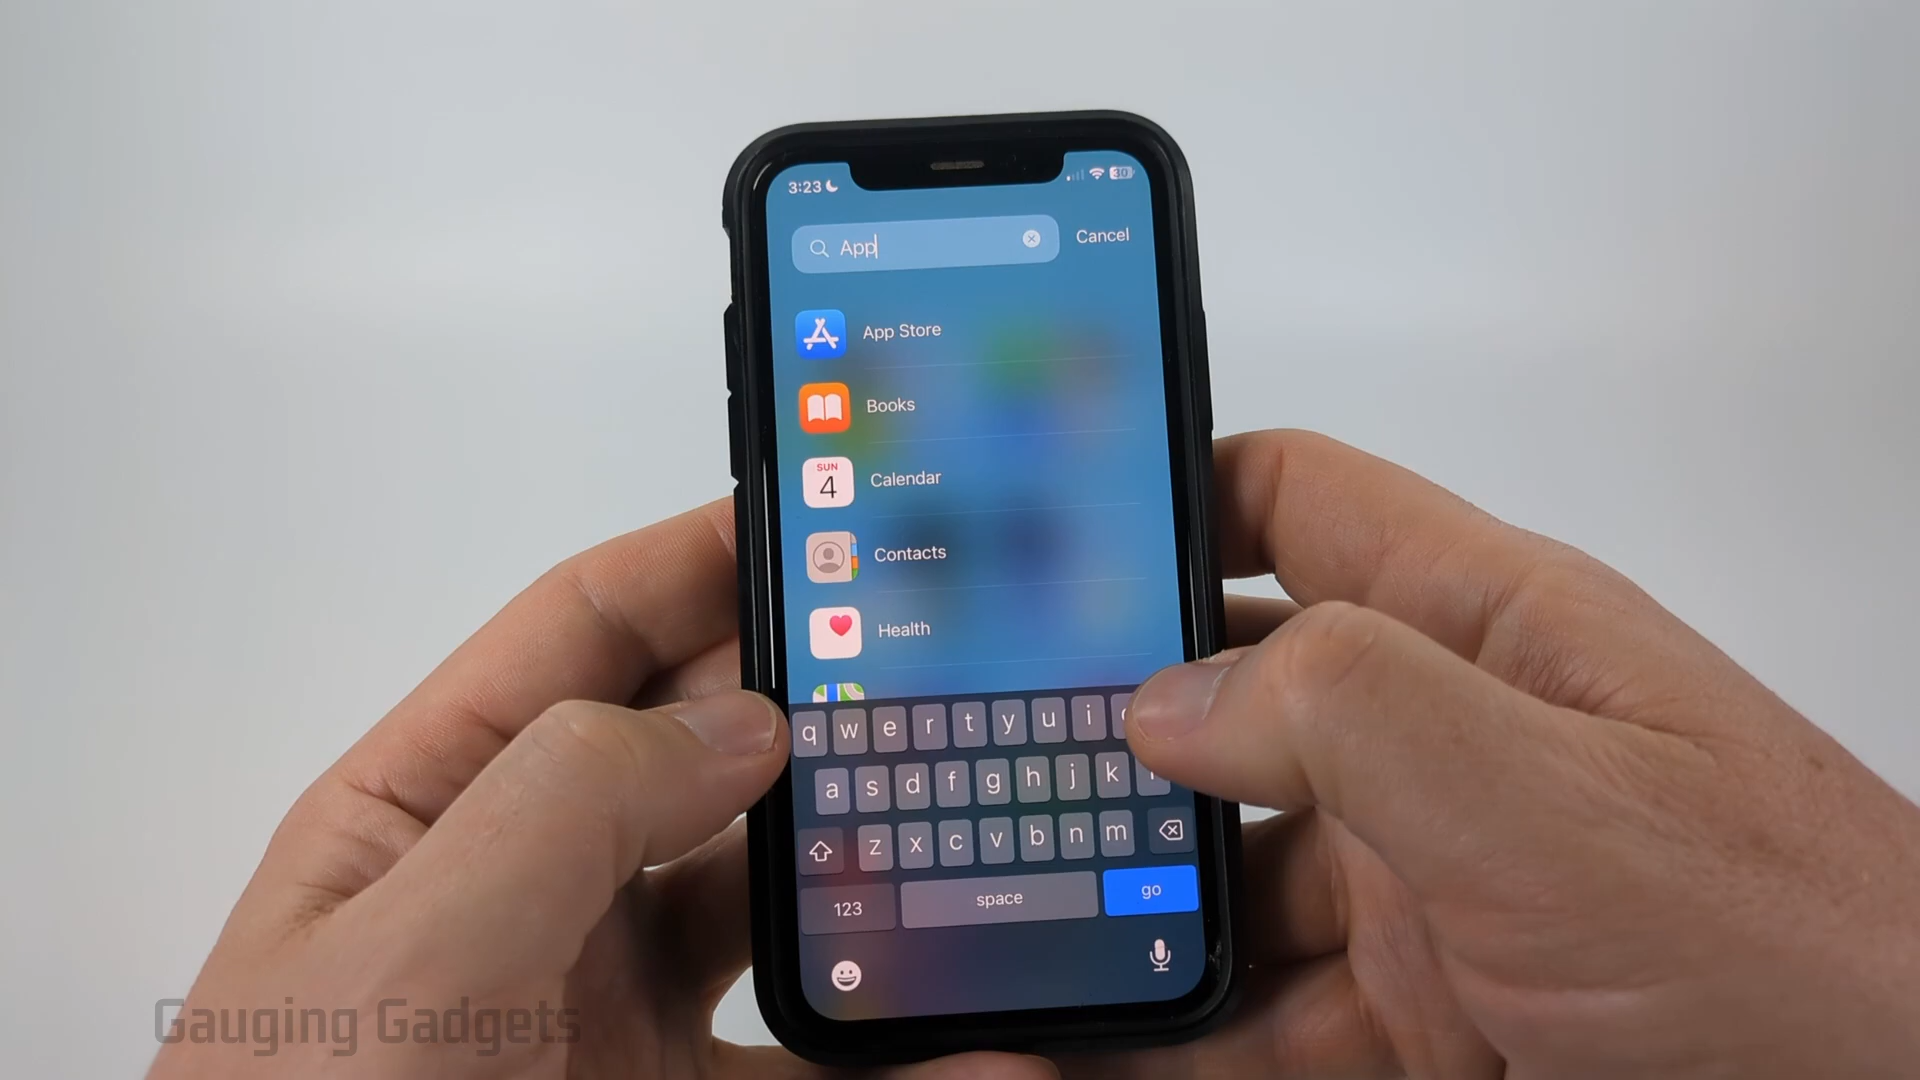 3:23
30
App
Cancel
App Store
Books
SUN
4
Calendar
Contacts
Health
q w e r t y u i
a s d f g h j k
z x c v b n m
123
space
go
Gauging Gadgets